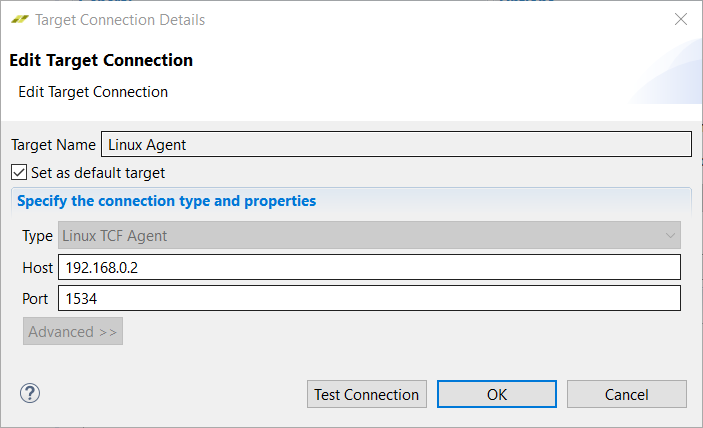 Target Connection Details
Edit Target Connection
Edit Target Connection
Target Name Linux Agent
Set as default target
Specify the connection type and properties
Type Linux TCF Agent
Host 192.168.0.2
Port 1534
Advanced >>
? Test Connection OK Cancel